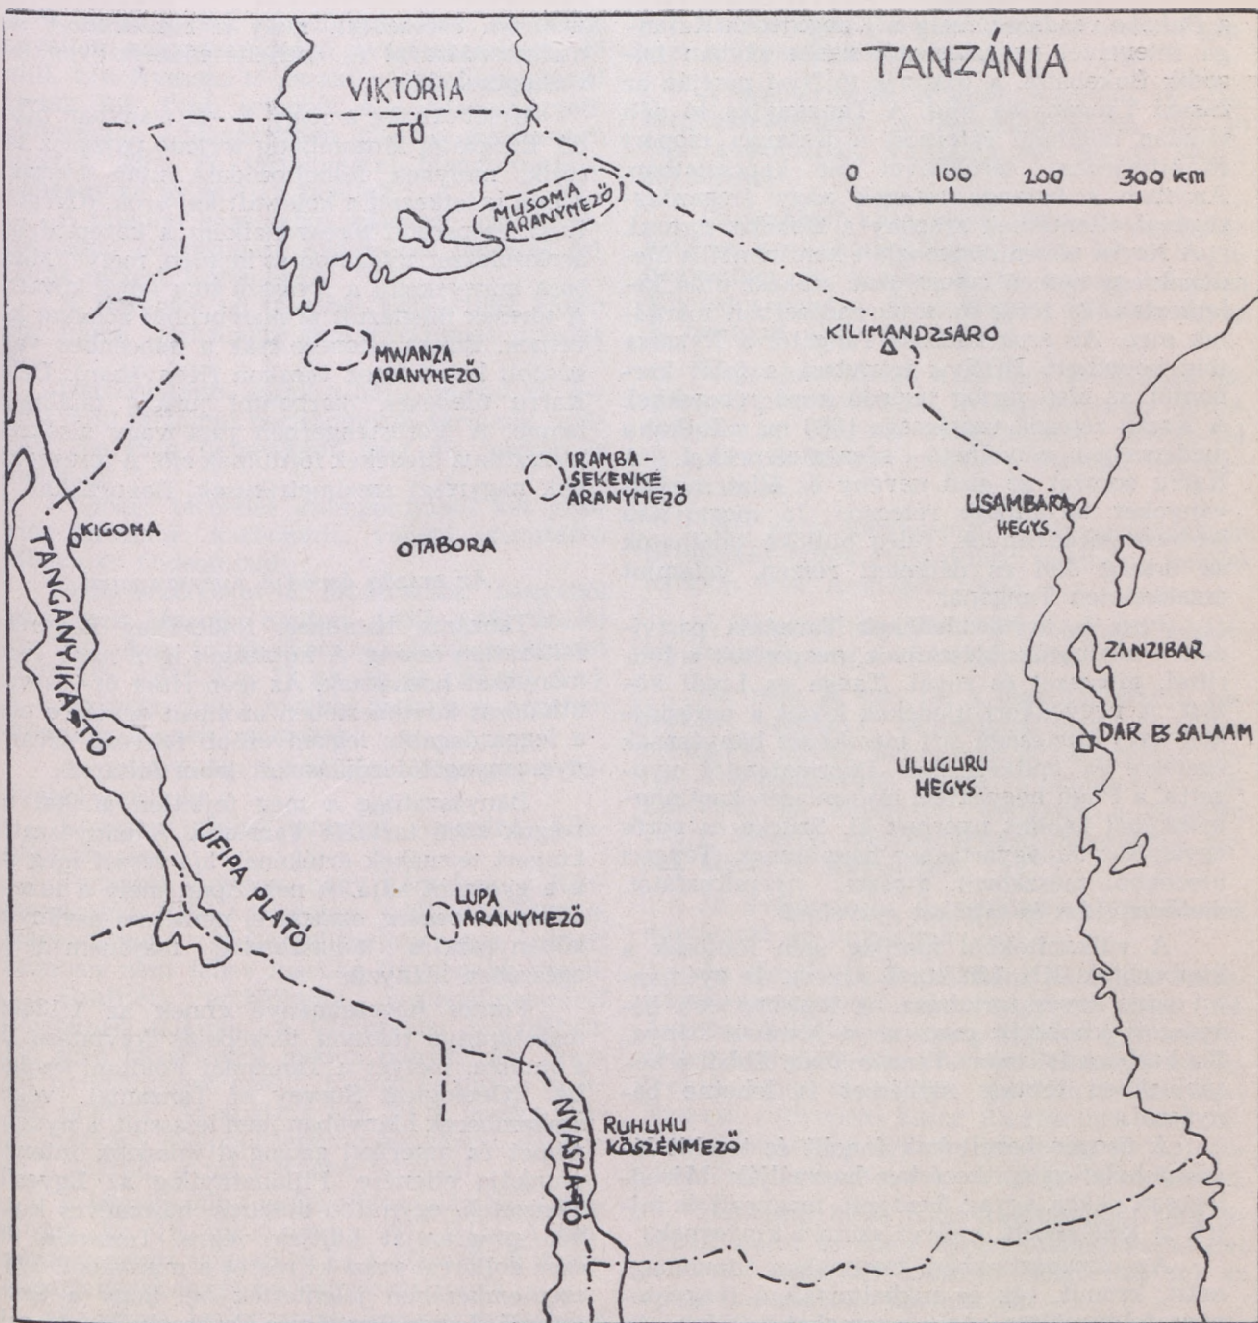 TANZÁNIA
VIKTÓRIA
TÓ
0 100 200 300 km
MUSOMA
ARANYMEZŐ
KILIMANDZSARO
MWANZA
ARANYMEZŐ
IRAMBA-
SEKENKE
ARANYMEZŐ
USAMBARA
HEGYS.
KIGOMA
OTABORA
TANGANYIKA-TÓ
ZANZIBAR
DAR ES SALAAM
ULUGURU
HEGYS.
UFIPA PLATÓ
LUPA
ARANYMEZŐ
NYASZA-TÓ
RUHUHU
KŐSZÉNMEZŐ